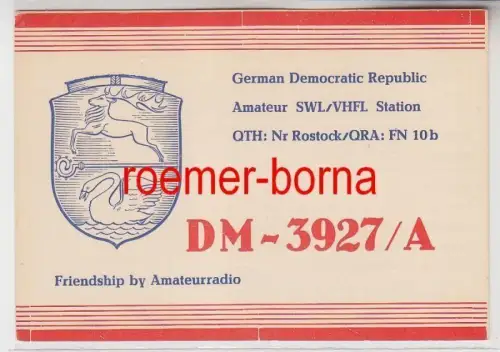 German Democratic Republic
Amateur SWL/VHFL Station
QTH: Nr Rostock/QRA: FN 10b
roemer-borna
DM-3927/A
Friendship by Amateurradio